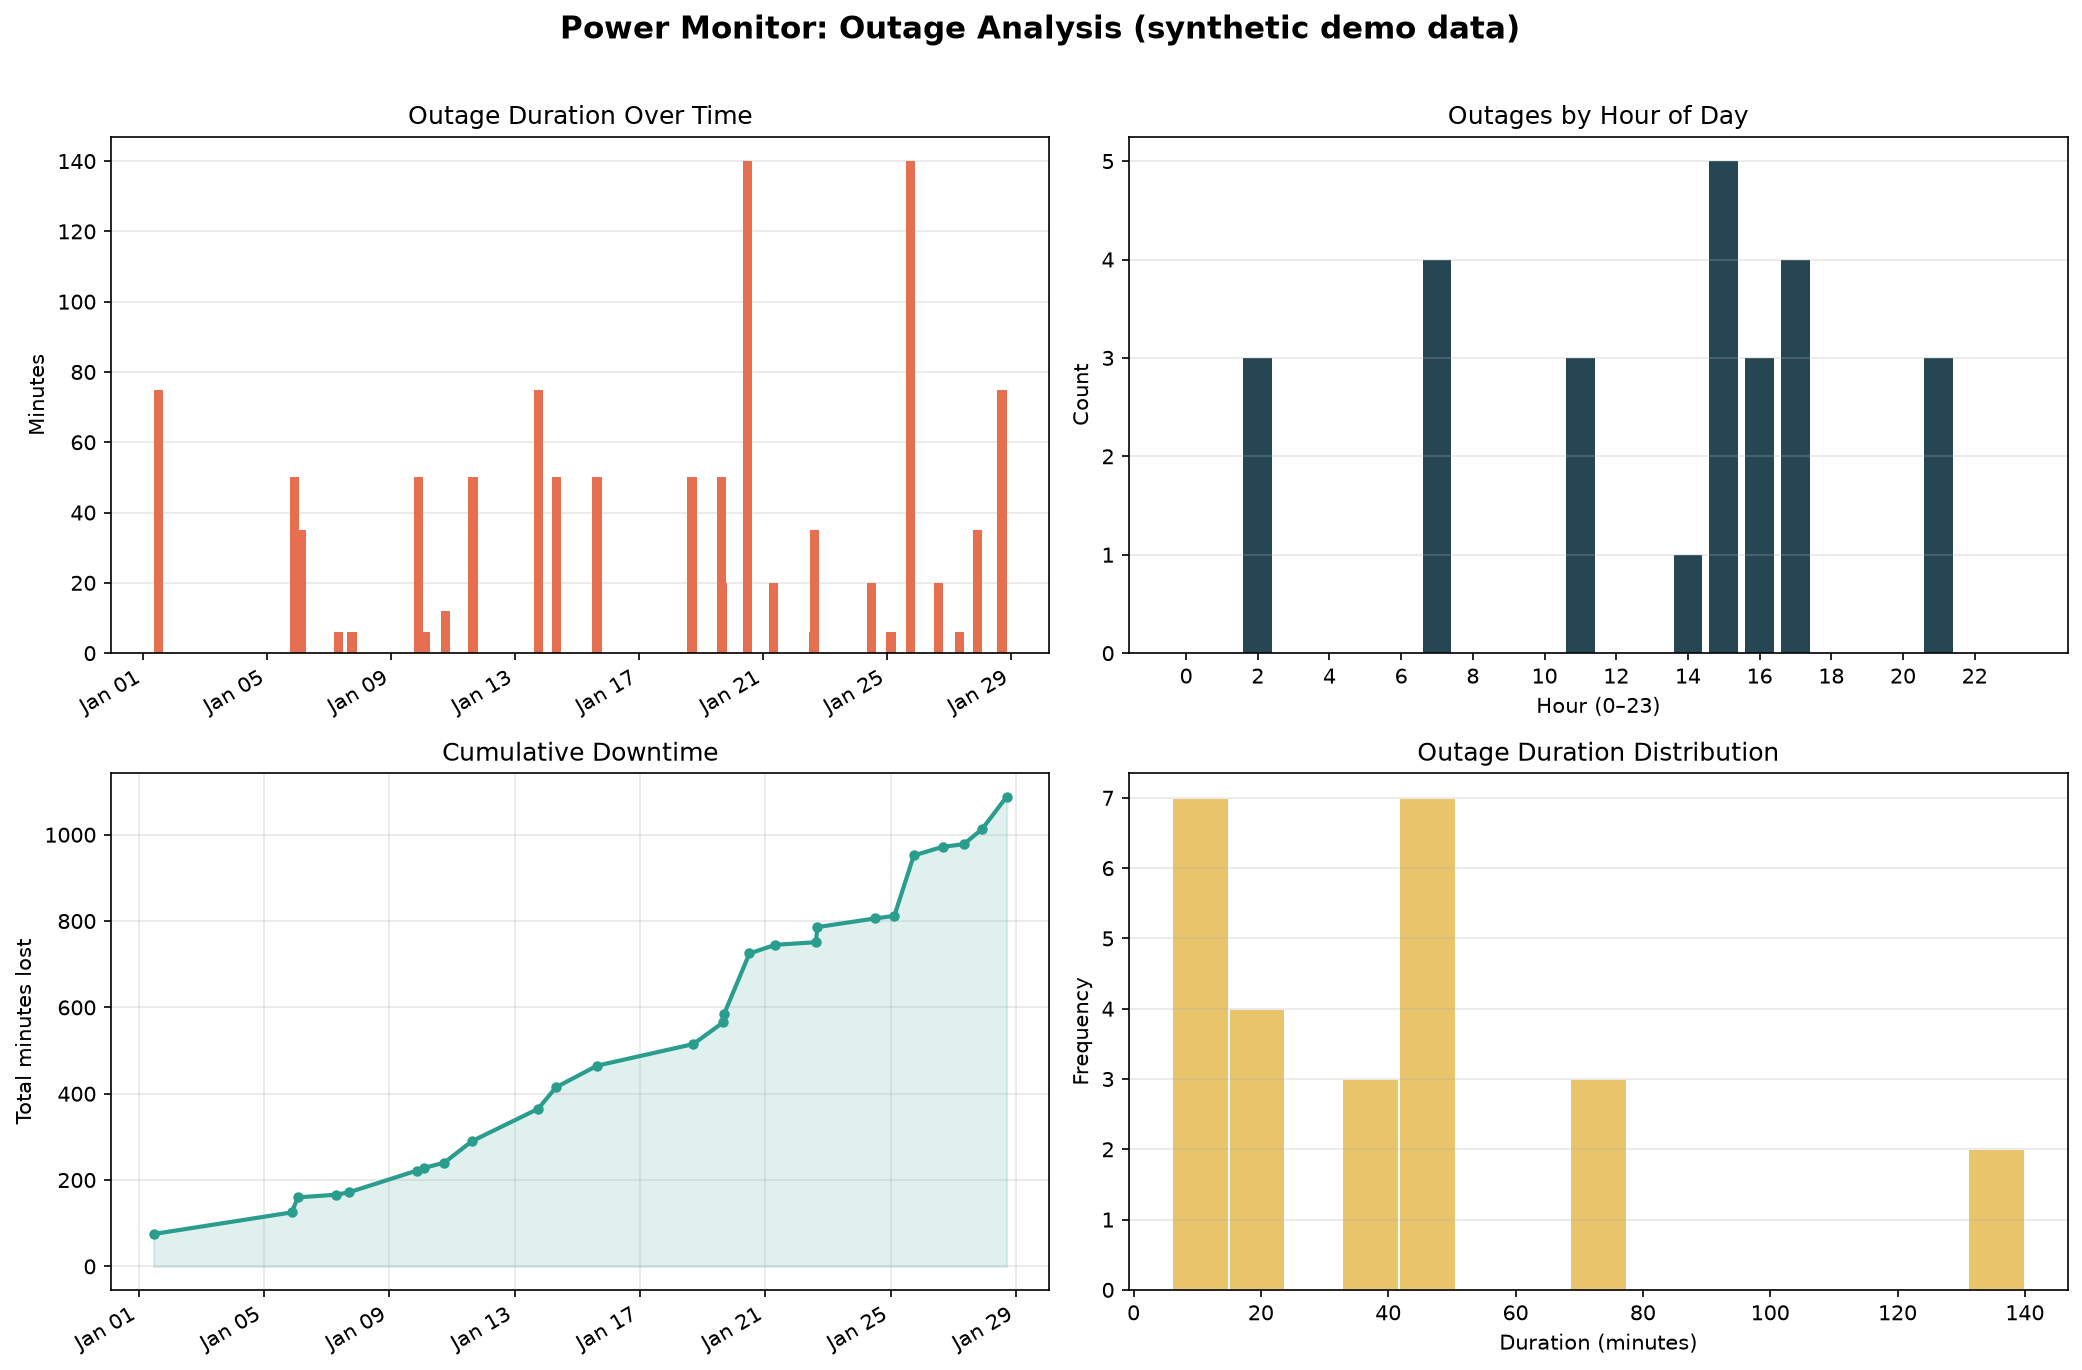 Power Monitor: Outage Analysis (synthetic demo data)
Outage Duration Over Time
Minutes
140
120
100
80
60
40
20
0
Jan 01 Jan 05 Jan 09 Jan 13 Jan 17 Jan 21 Jan 25 Jan 29
Outages by Hour of Day
Count
5
4
3
2
1
0
0 2 4 6 8 10 12 14 16 18 20 22
Hour (0–23)
Cumulative Downtime
Total minutes lost
1000
800
600
400
200
0
Jan 01 Jan 05 Jan 09 Jan 13 Jan 17 Jan 21 Jan 25 Jan 29
Outage Duration Distribution
Frequency
7
6
5
4
3
2
1
0
0 20 40 60 80 100 120 140
Duration (minutes)